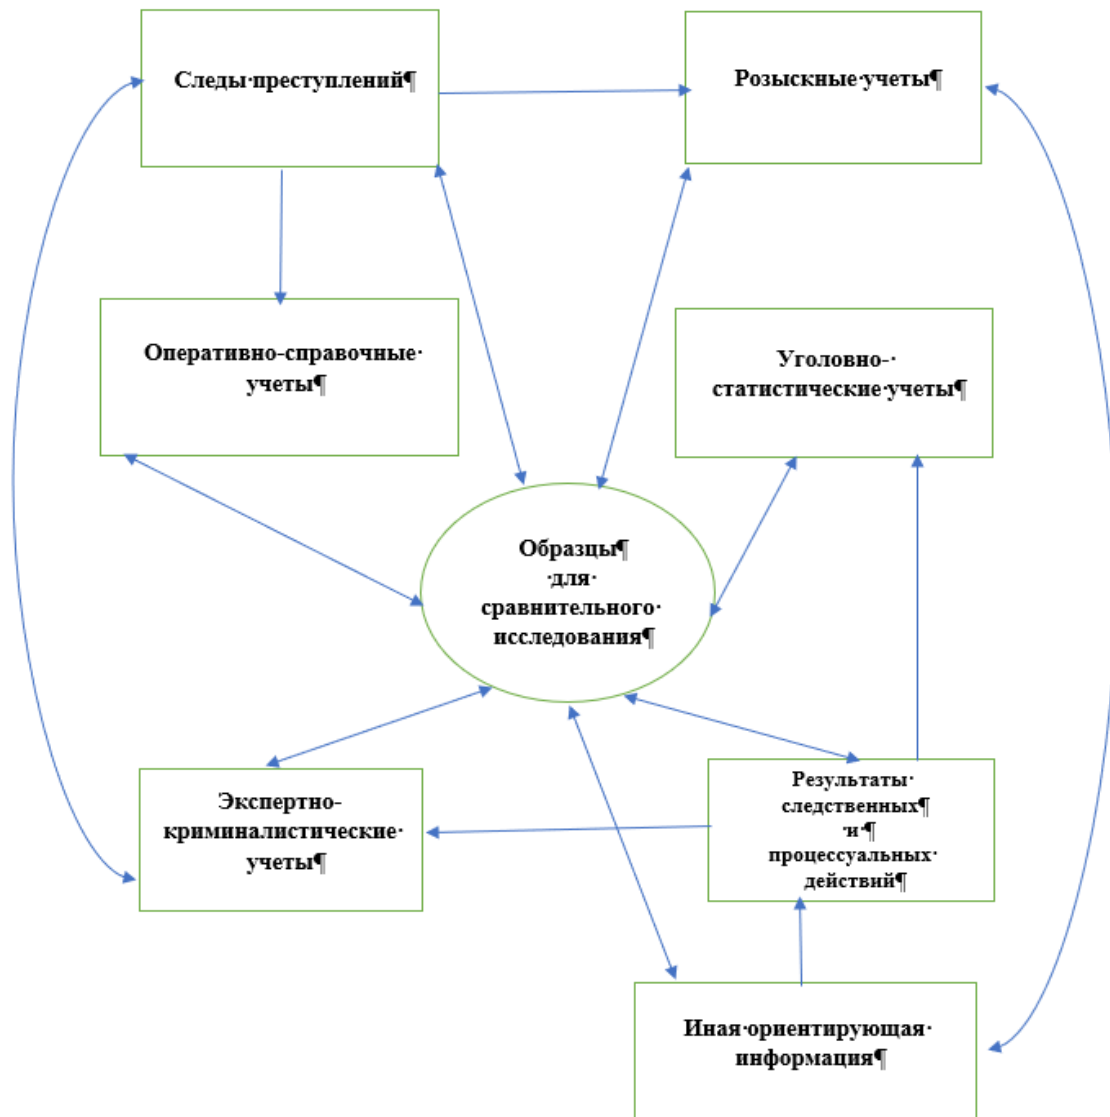 Следы·преступлений¶
Розыскные·учеты¶
Оперативно-справочные·
учеты¶
Уголовно-·
статистические·учеты¶
Образцы¶
·для·
сравнительного·
исследования¶
Экспертно-
криминалистические·
учеты¶
Результаты·
следственных¶
·и·¶
процессуальных·
действий¶
Иная·ориентирующая·
информация¶